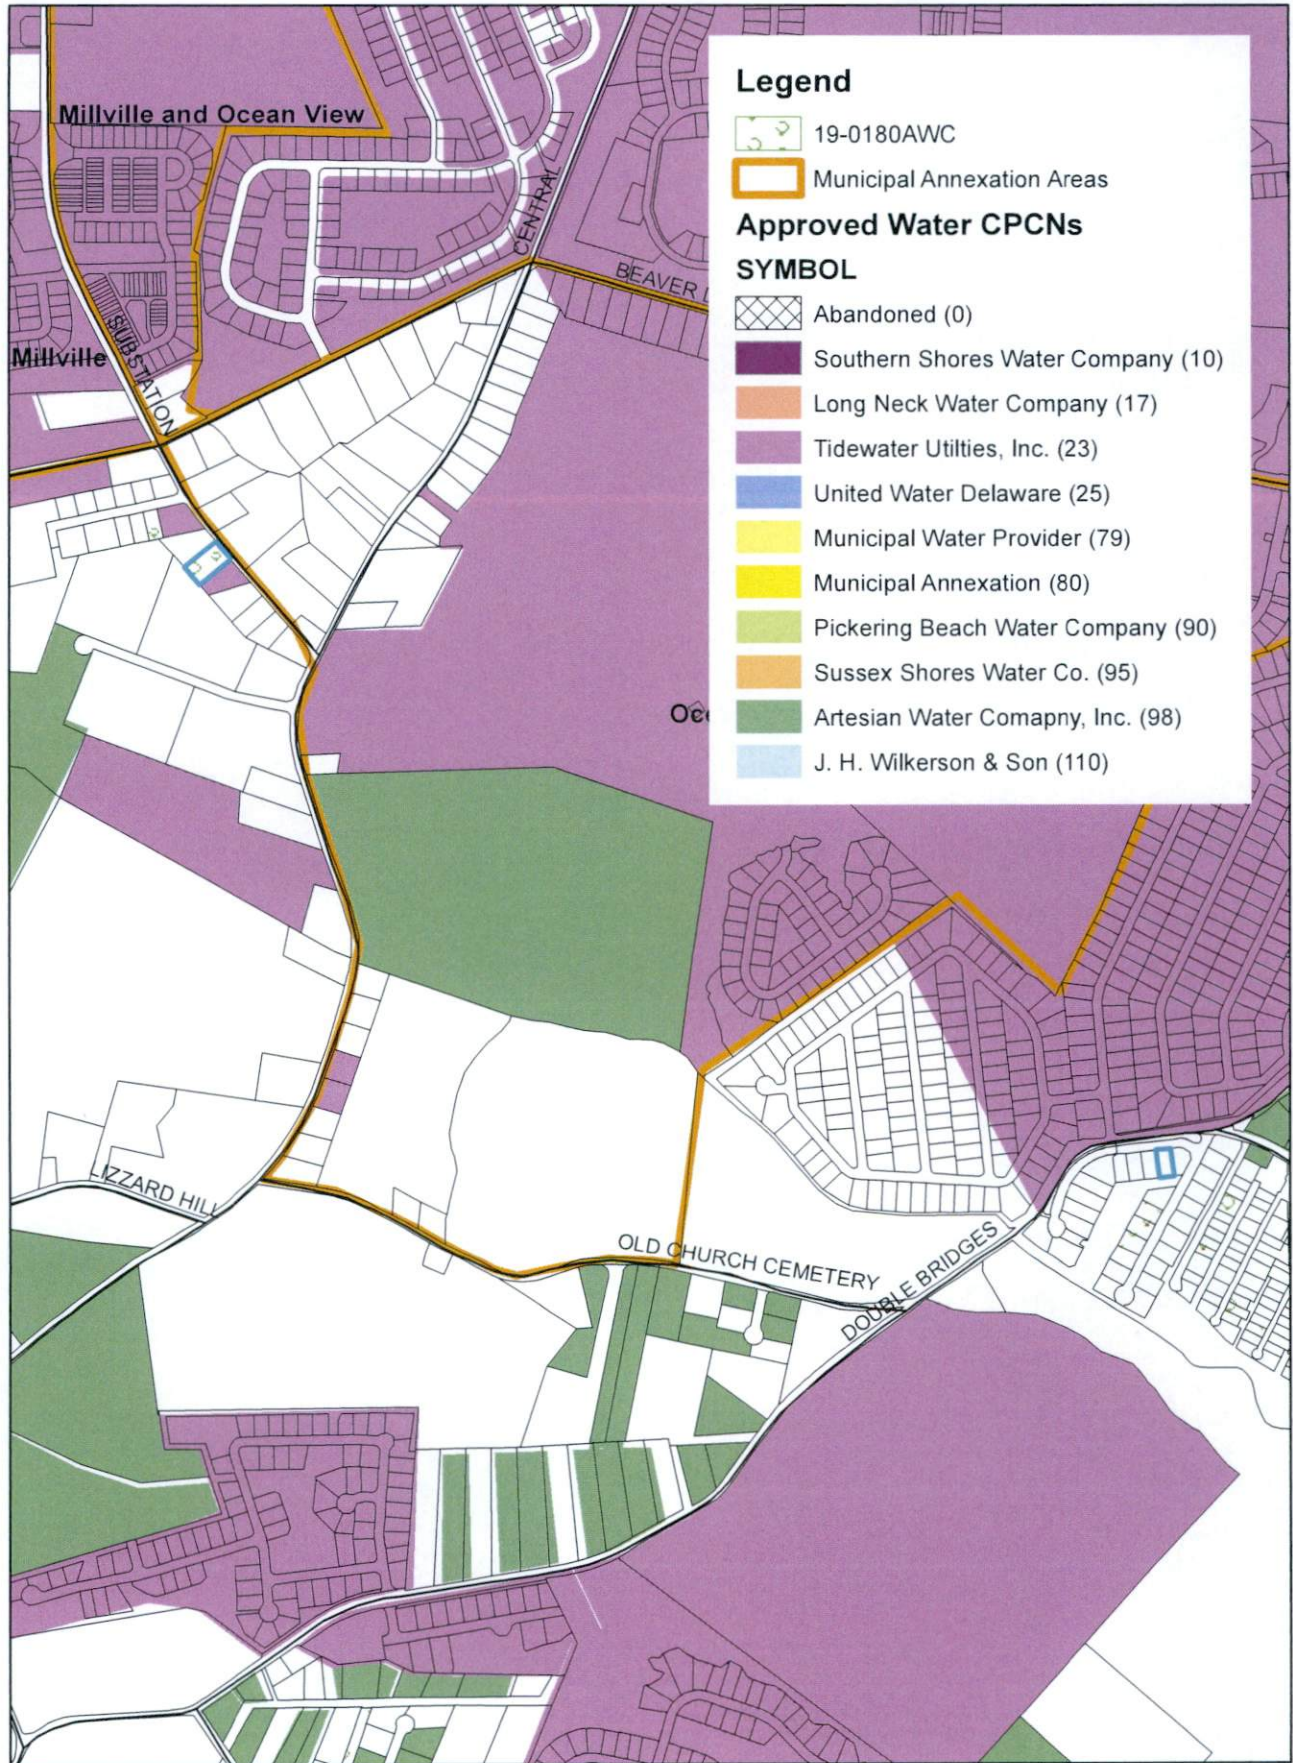 Legend
19-0180AWC
Municipal Annexation Areas
Approved Water CPCNs
SYMBOL
Abandoned (0)
Southern Shores Water Company (10)
Long Neck Water Company (17)
Tidewater Utilties, Inc. (23)
United Water Delaware (25)
Municipal Water Provider (79)
Municipal Annexation (80)
Pickering Beach Water Company (90)
Sussex Shores Water Co. (95)
Artesian Water Comapny, Inc. (98)
J. H. Wilkerson & Son (110)
Millville and Ocean View
CENTRAL
BEAVER
SUBSTATION
Millville
LIZZARD HILL
OLD CHURCH CEMETERY
DOUBLE BRIDGES